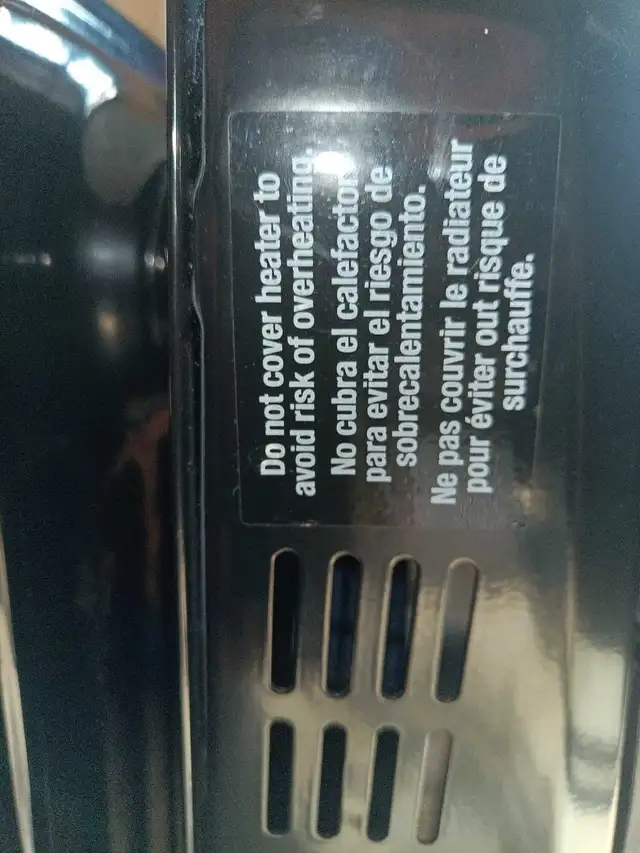 Do not cover heater to
avoid risk of overheating.
No cubra el calefactor
para evitar el riesgo de
sobrecalentamiento.
Ne pas couvrir le radiateur
pour éviter out risque de
surchauffe.